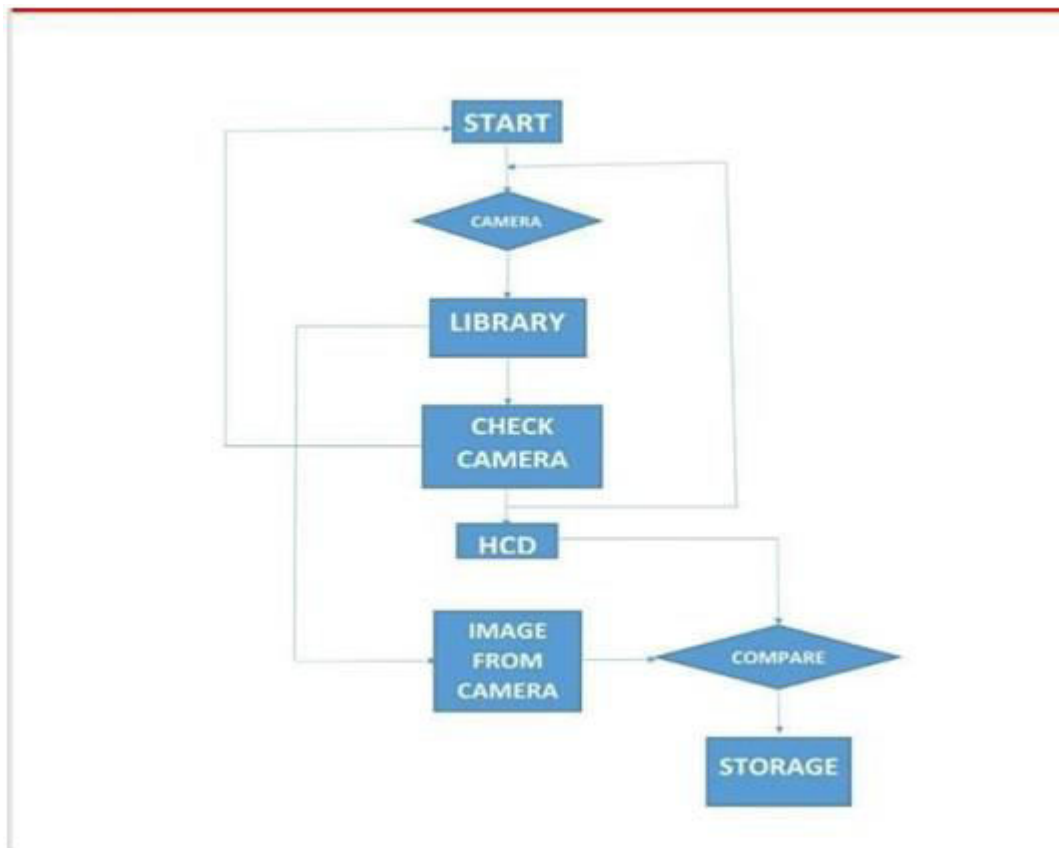 START
CAMERA
LIBRARY
CHECK
CAMERA
HCD
IMAGE
FROM
CAMERA
COMPARE
STORAGE